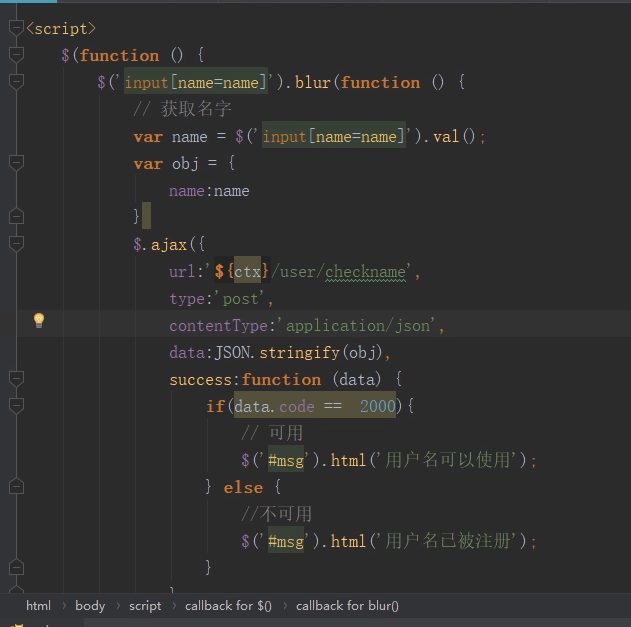 <script>
$(function () {
$('input[name=name]').blur(function () {
// 获取名字
var name = $('input[name=name]').val();
var obj = {
name:name
}
$.ajax({
url:'${ctx}/user/checkname',
type:'post',
contentType:'application/json',
data:JSON.stringify(obj),
success:function (data) {
if(data.code ==  2000){
// 可用
$('#msg').html('用户名可以使用');
} else {
//不可用
$('#msg').html('用户名已被注册');
}
html › body › script › callback for $() › callback for blur()